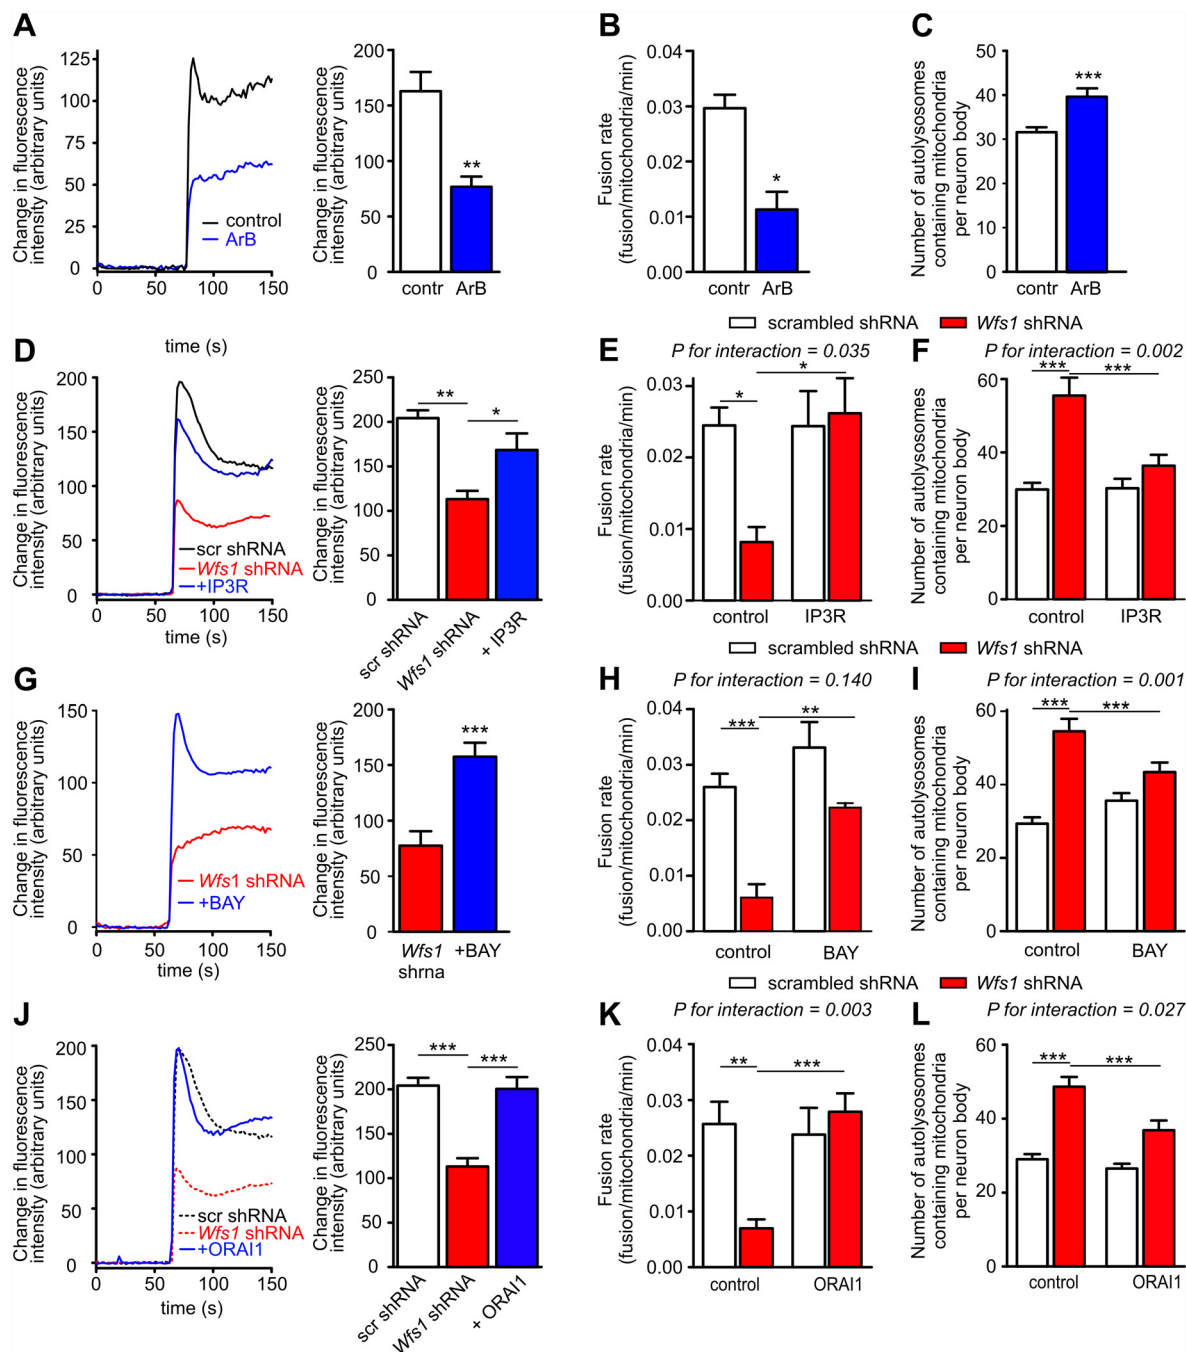 A
Change in fluorescence
intensity (arbitrary units)
125
100
75
50
25
0
control
ArB
0 50 100 150
time (s)
Change in fluorescence
intensity (arbitrary units)
200
150
100
50
0
**
contr ArB
B
Fusion rate
(fusion/mitochondria/min)
0.04
0.03
0.02
0.01
0.00
*
contr ArB
C
Number of autolysosomes
containing mitochondria
per neuron body
50
40
30
20
10
0
***
contr ArB
scrambled shRNA Wfs1 shRNA
D
Change in fluorescence
intensity (arbitrary units)
200
150
100
50
0
scr shRNA
Wfs1 shRNA
+IP3R
0 50 100 150
time (s)
Change in fluorescence
intensity (arbitrary units)
250
200
150
100
50
0
** *
scr shRNA
Wfs1 shRNA
+ IP3R
E
P for interaction = 0.035
Fusion rate
(fusion/mitochondria/min)
0.03
0.02
0.01
0.00
* *
control IP3R
F
P for interaction = 0.002
Number of autolysosomes
containing mitochondria
per neuron body
60
40
20
0
*** ***
control IP3R
scrambled shRNA Wfs1 shRNA
G
Change in fluorescence
intensity (arbitrary units)
150
100
50
0
Wfs1 shRNA
+BAY
0 50 100 150
time (s)
Change in fluorescence
intensity (arbitrary units)
200
150
100
50
0
***
Wfs1 +BAY
shrna
H
P for interaction = 0.140
Fusion rate
(fusion/mitochondria/min)
0.04
0.03
0.02
0.01
0.00
*** **
control BAY
I
P for interaction = 0.001
Number of autolysosomes
containing mitochondria
per neuron body
60
40
20
0
*** ***
control BAY
scrambled shRNA Wfs1 shRNA
J
Change in fluorescence
intensity (arbitrary units)
200
150
100
50
0
scr shRNA
Wfs1 shRNA
+ORAI1
0 50 100 150
time (s)
Change in fluorescence
intensity (arbitrary units)
250
200
150
100
50
0
*** ***
scr shRNA
Wfs1 shRNA
+ ORAI1
K
P for interaction = 0.003
Fusion rate
(fusion/mitochondria/min)
0.04
0.03
0.02
0.01
0.00
** ***
control ORAI1
L
P for interaction = 0.027
Number of autolysosomes
containing mitochondria
per neuron body
60
40
20
0
*** ***
control ORAI1